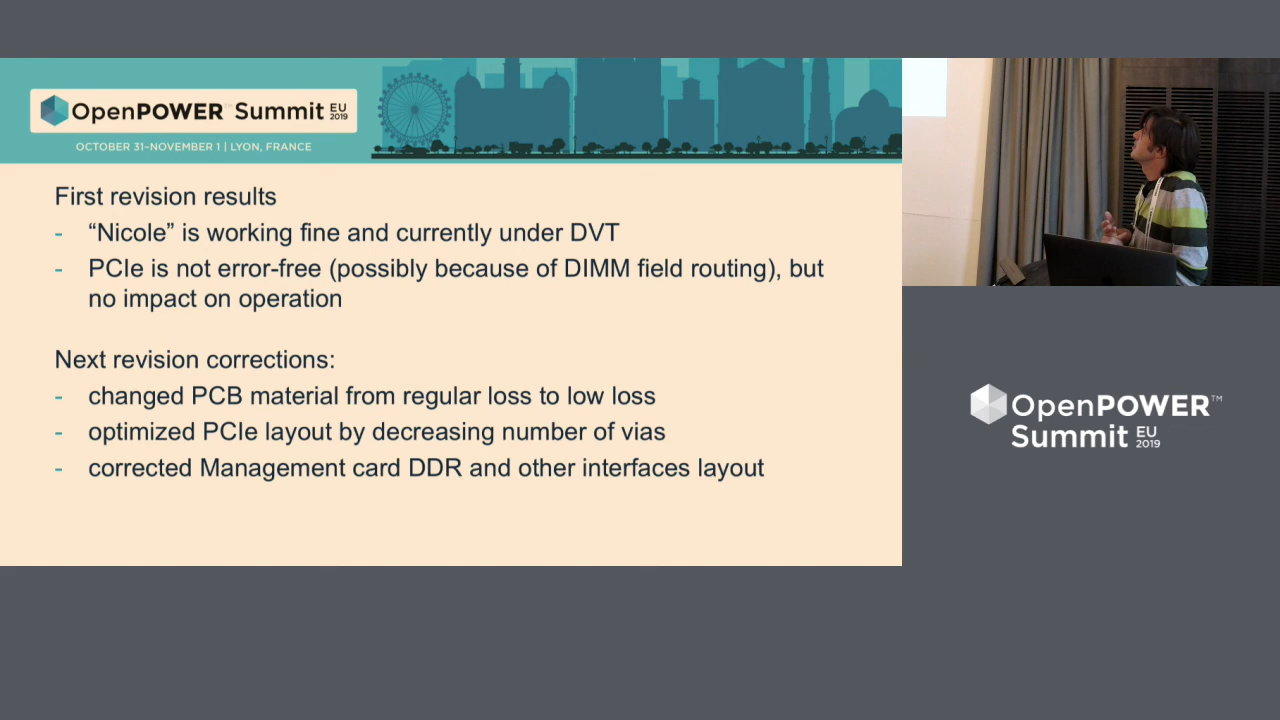 OpenPOWER™ Summit EU 2019
OCTOBER 31–NOVEMBER 1 | LYON, FRANCE
First revision results
- “Nicole” is working fine and currently under DVT
- PCIe is not error-free (possibly because of DIMM field routing), but
no impact on operation
Next revision corrections:
- changed PCB material from regular loss to low loss
- optimized PCIe layout by decreasing number of vias
- corrected Management card DDR and other interfaces layout
OpenPOWER™
Summit EU 2019